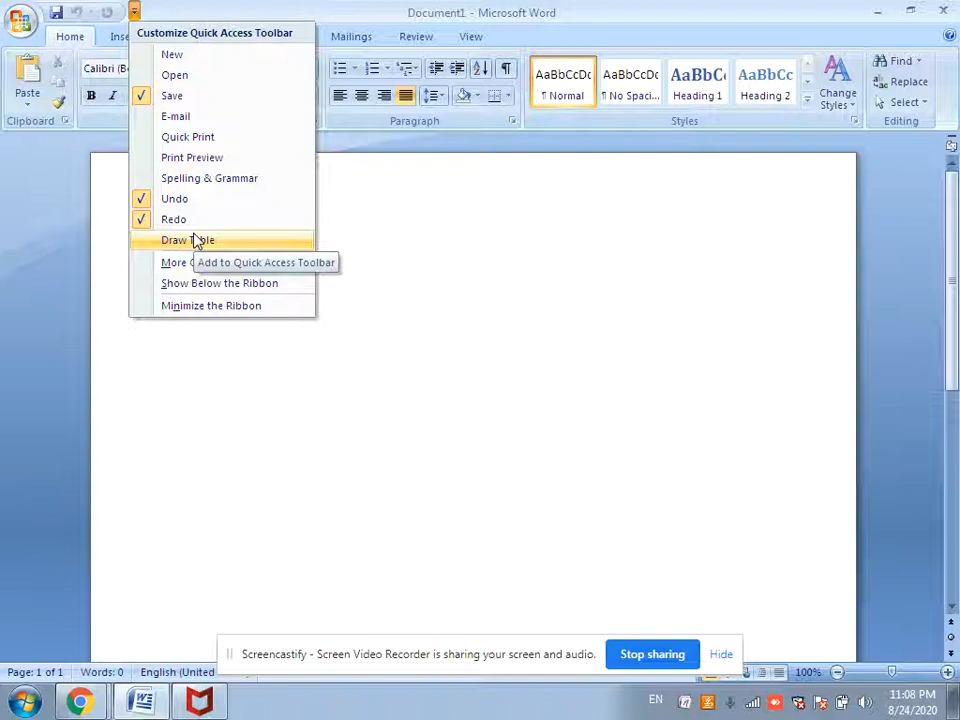 Document1 - Microsoft Word
Home
Mailings
Review
View
Customize Quick Access Toolbar
New
Open
Save
E-mail
Quick Print
Print Preview
Spelling & Grammar
Undo
Redo
Draw Table
More
Add to Quick Access Toolbar
Show Below the Ribbon
Minimize the Ribbon
Paste
Clipboard
Calibri (B
B I
Paragraph
AaBbCcDc
¶ Normal
AaBbCcDc
¶ No Spaci...
AaBbCc
Heading 1
AaBbCc
Heading 2
Change
Styles
Styles
Find
Replace
Select
Editing
Screencastify - Screen Video Recorder is sharing your screen and audio.
Stop sharing
Hide
Page: 1 of 1
Words: 0
English (United
100%
EN
11:08 PM
8/24/2020